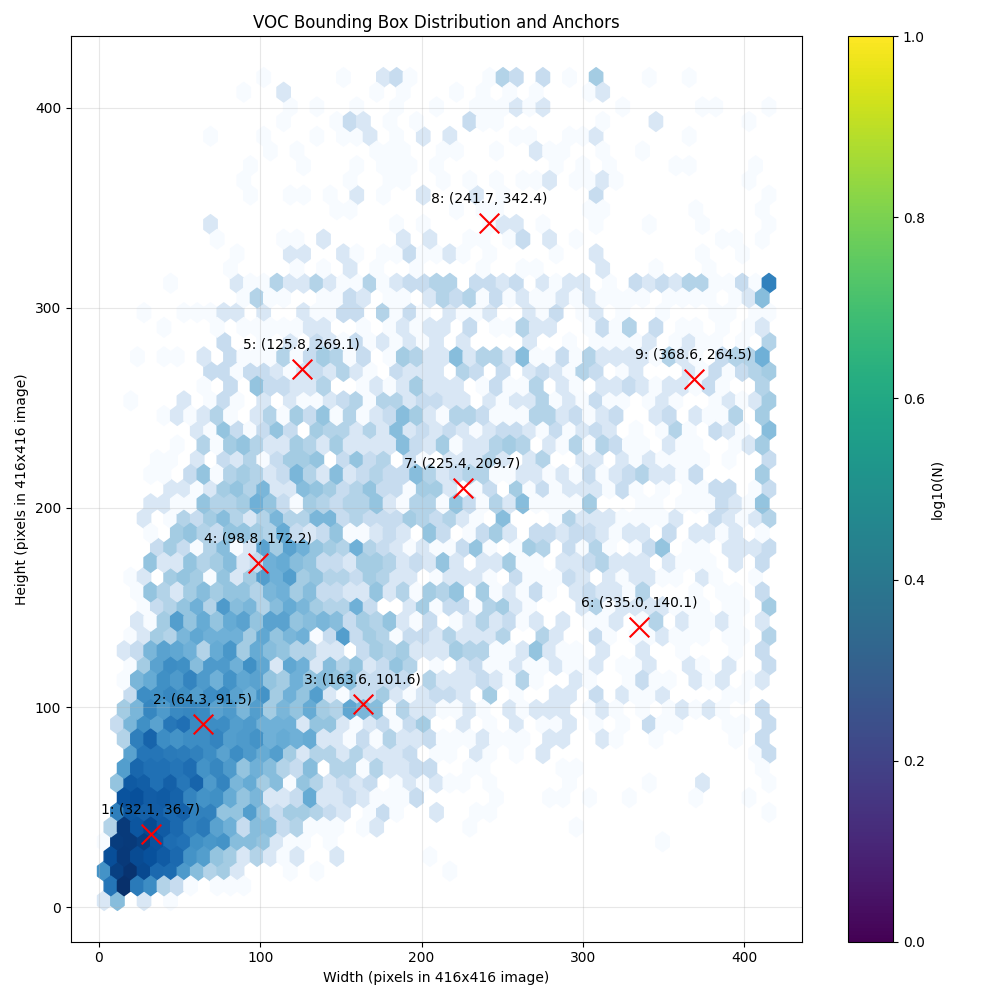 VOC Bounding Box Distribution and Anchors
1.0
400
8: (241.7, 342.4)
0.8
300
5: (125.8, 269.1)
9: (368.6, 264.5)
0.6
Height (pixels in 416x416 image)
7: (225.4, 209.7)
log10(N)
200
4: (98.8, 172.2)
6: (335.0, 140.1)
0.4
3: (163.6, 101.6)
100
2: (64.3, 91.5)
0.2
1: (32.1, 36.7)
0
0.0
0 100 200 300 400
Width (pixels in 416x416 image)